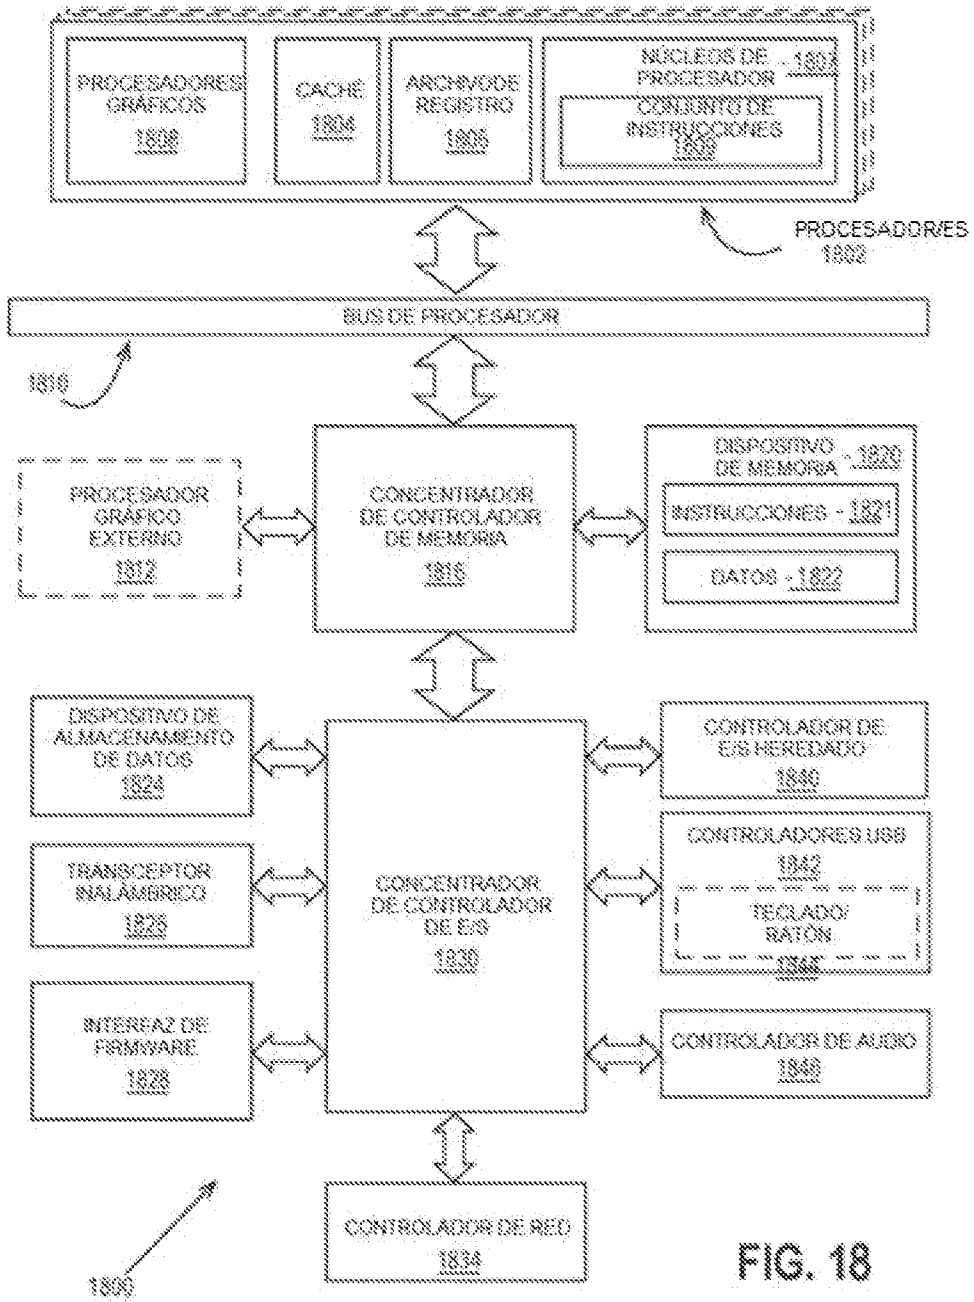 PROCESADORES
GRÁFICOS
1808
CACHÉ
1804
ARCHIVODE
REGISTRO
1806
NÚCLEOS DE
PROCESADOR - 1807
CONJUNTO DE
INSTRUCCIONES
1809
PROCESADOR/ES
1802
BUS DE PROCESADOR
1810
PROCESADOR
GRÁFICO
EXTERNO
1812
CONCENTRADOR
DE CONTROLADOR
DE MEMORIA
1816
DISPOSITIVO
DE MEMORIA - 1820
INSTRUCCIONES - 1821
DATOS - 1822
DISPOSITIVO DE
ALMACENAMIENTO
DE DATOS
1824
TRANSCEPTOR
INALÁMBRICO
1826
INTERFAZ DE
FIRMWARE
1828
CONCENTRADOR
DE CONTROLADOR
DE E/S
1830
CONTROLADOR DE
E/S HEREDADO
1840
CONTROLADORES USB
1842
TECLADO/
RATÓN
1844
CONTROLADOR DE AUDIO
1846
CONTROLADOR DE RED
1834
1800
FIG. 18